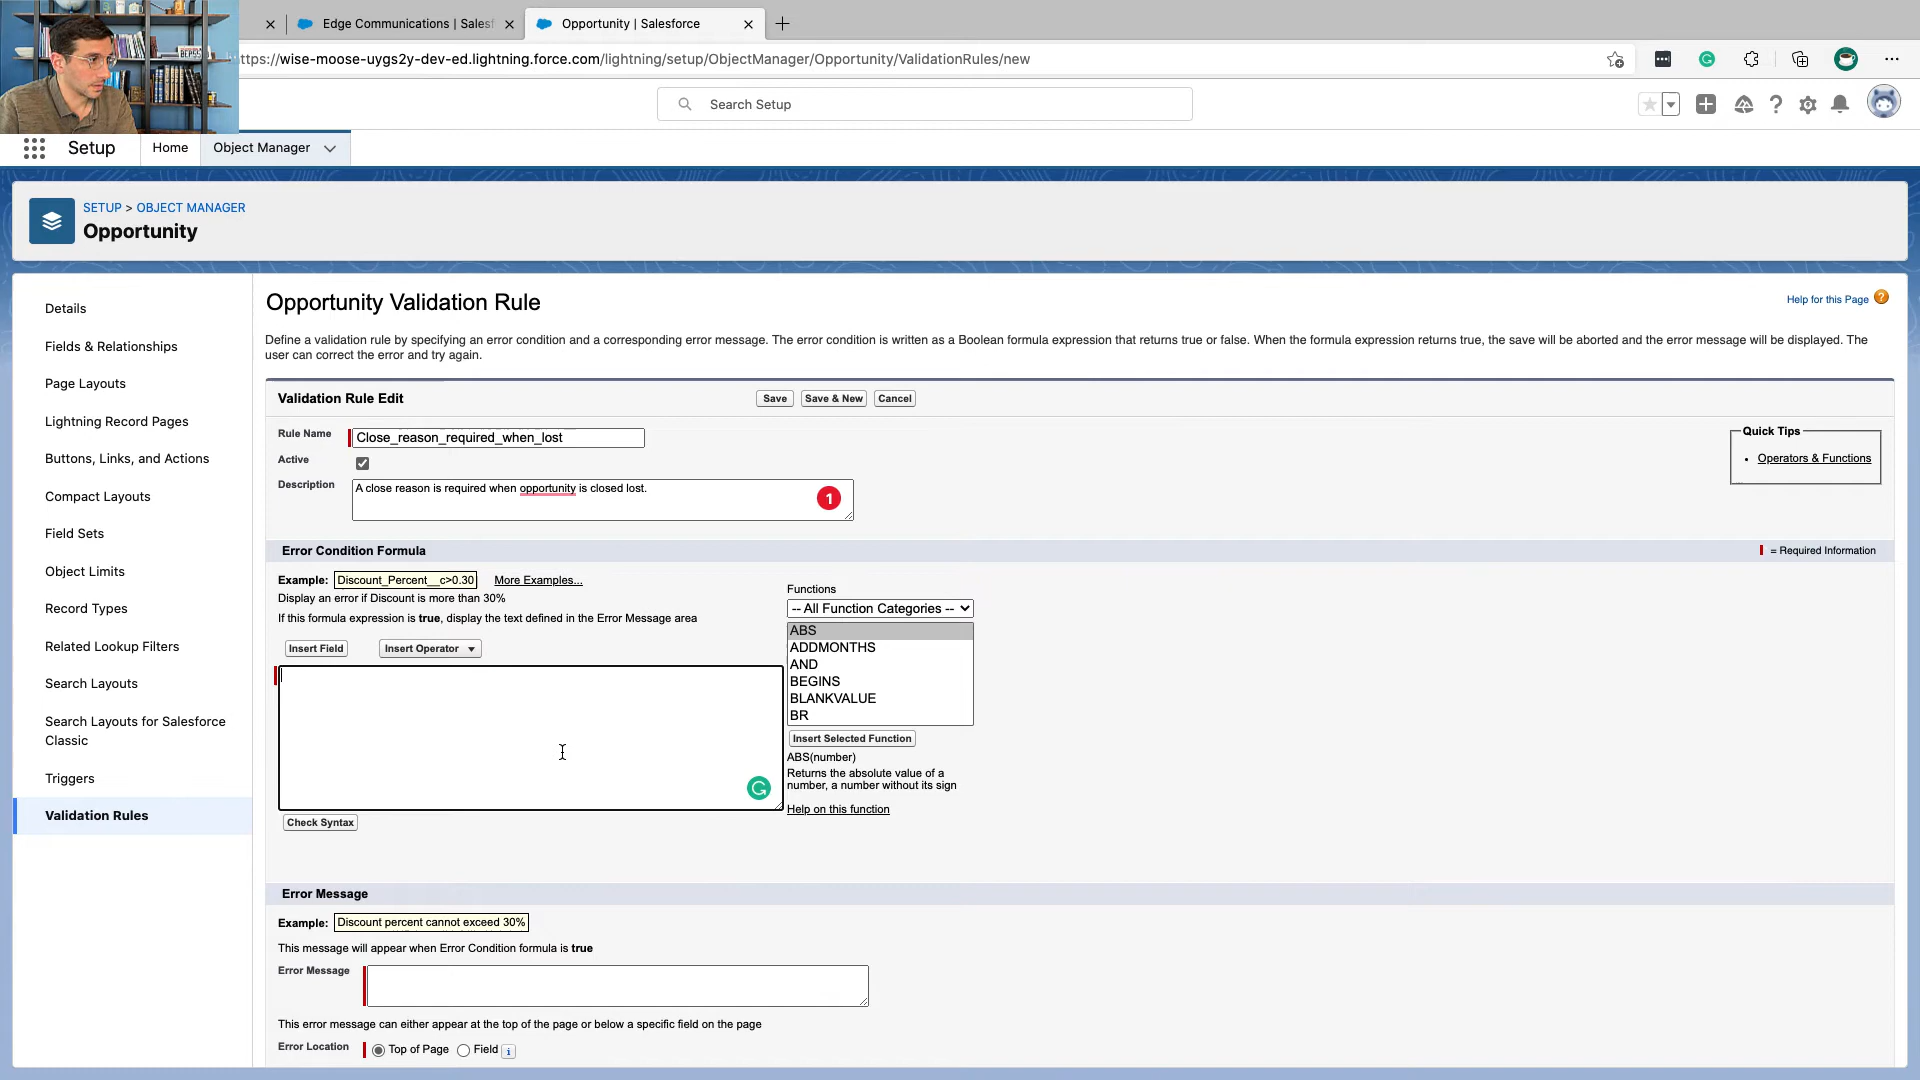 Edge Communications | Sales
Opportunity | Salesforce
https://wise-moose-uygs2y-dev-ed.lightning.force.com/lightning/setup/ObjectManager/Opportunity/ValidationRules/new
Search Setup
Setup
Home
Object Manager
SETUP > OBJECT MANAGER
Opportunity
Details
Fields & Relationships
Page Layouts
Lightning Record Pages
Buttons, Links, and Actions
Compact Layouts
Field Sets
Object Limits
Record Types
Related Lookup Filters
Search Layouts
Search Layouts for Salesforce
Classic
Triggers
Validation Rules
Opportunity Validation Rule
Help for this Page ?
Define a validation rule by specifying an error condition and a corresponding error message. The error condition is written as a Boolean formula expression that returns true or false. When the formula expression returns true, the save will be aborted and the error message will be displayed. The
user can correct the error and try again.
Validation Rule Edit
Save
Save & New
Cancel
Rule Name
Close_reason_required_when_lost
Active
Description
A close reason is required when opportunity is closed lost.
1
Quick Tips
• Operators & Functions
Error Condition Formula
= Required Information
Example: Discount_Percent__c>0.30 More Examples...
Display an error if Discount is more than 30%
If this formula expression is true, display the text defined in the Error Message area
Insert Field
Insert Operator
Functions
-- All Function Categories --
ABS
ADDMONTHS
AND
BEGINS
BLANKVALUE
BR
Insert Selected Function
ABS(number)
Returns the absolute value of a
number, a number without its sign
Help on this function
Check Syntax
Error Message
Example: Discount percent cannot exceed 30%
This message will appear when Error Condition formula is true
Error Message
This error message can either appear at the top of the page or below a specific field on the page
Error Location
Top of Page
Field
i